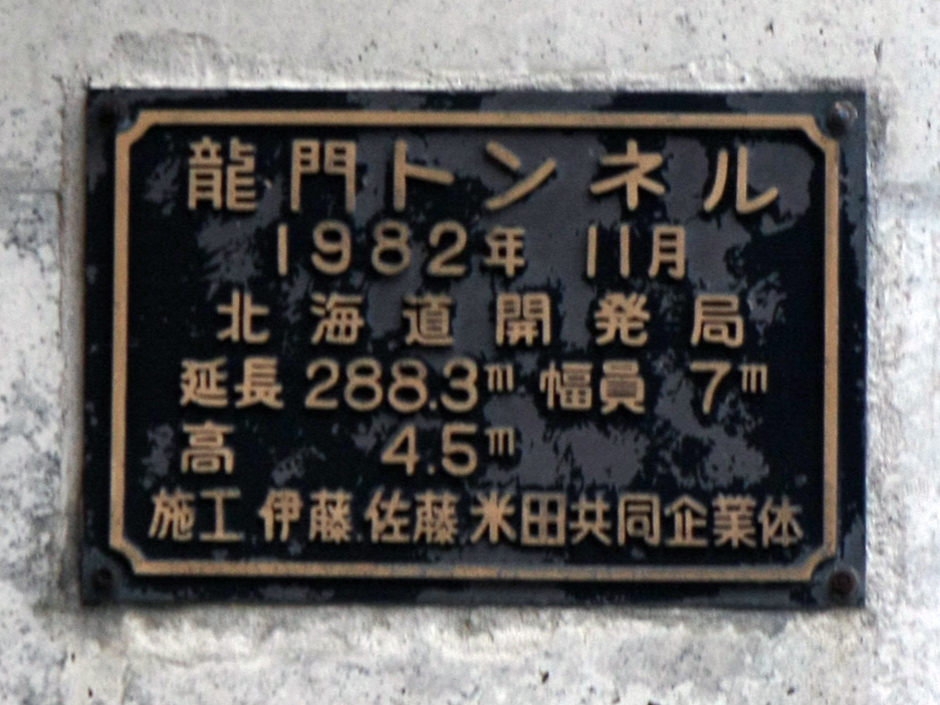 龍門トンネル
1982年 11月
北海道開発局
延長 288.3m 幅員 7m
高 4.5m
施工 伊藤.佐藤.米田共同企業体